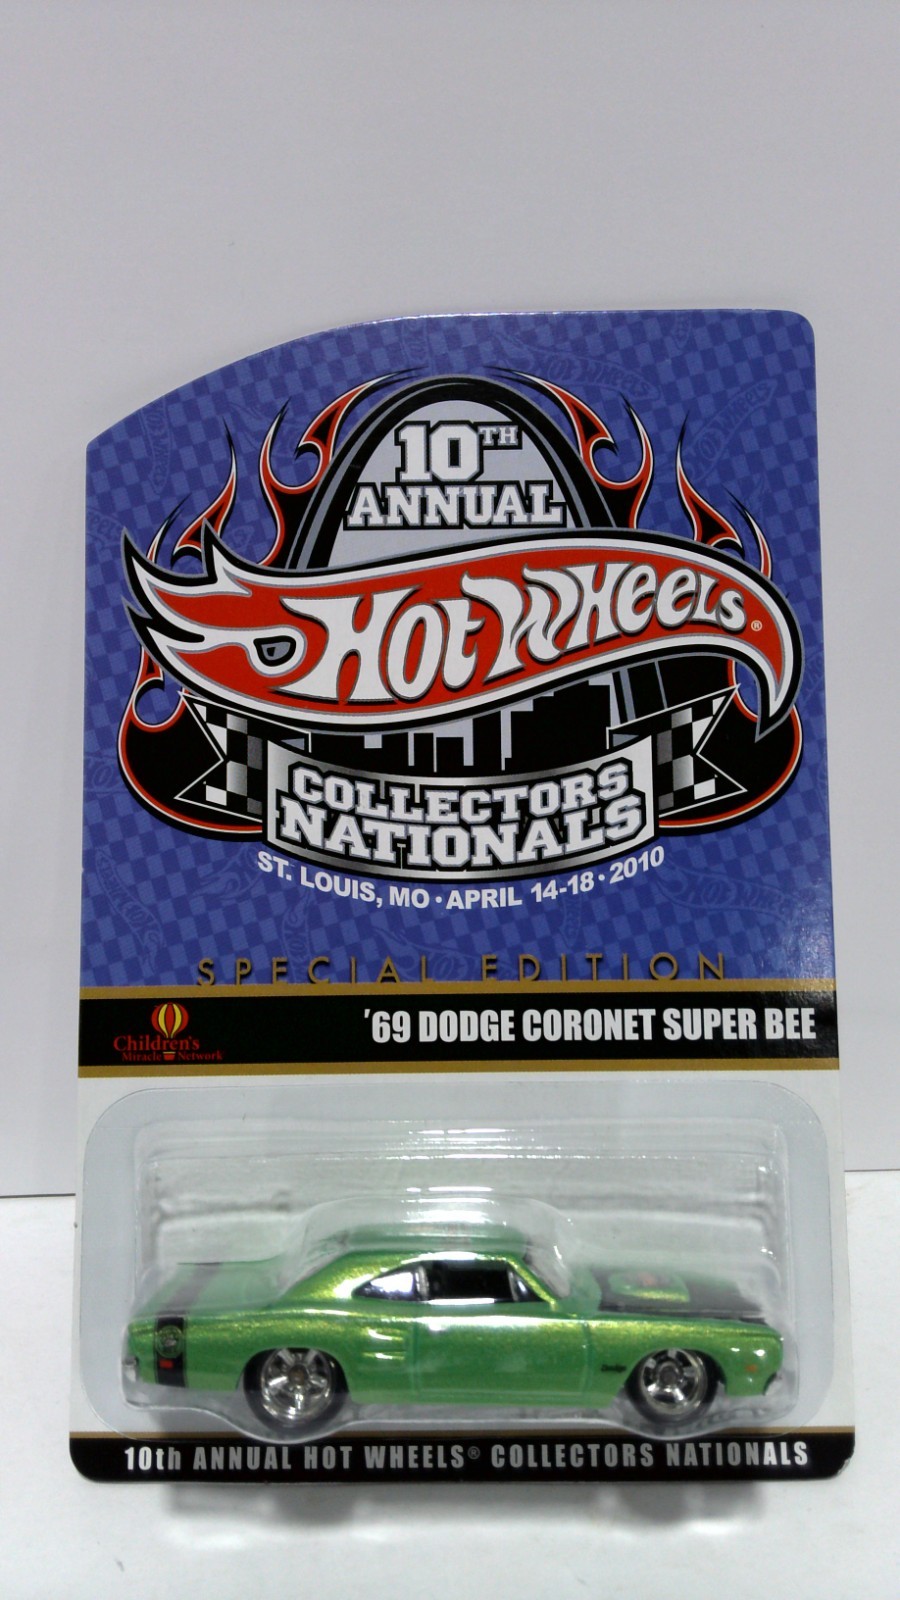 10TH
ANNUAL
Hot Wheels®
COLLECTORS
NATIONALS
ST. LOUIS, MO • APRIL 14-18 • 2010
SPECIAL EDITION
'69 DODGE CORONET SUPER BEE
Children's
Miracle Network
Dodge
10th ANNUAL HOT WHEELS® COLLECTORS NATIONALS